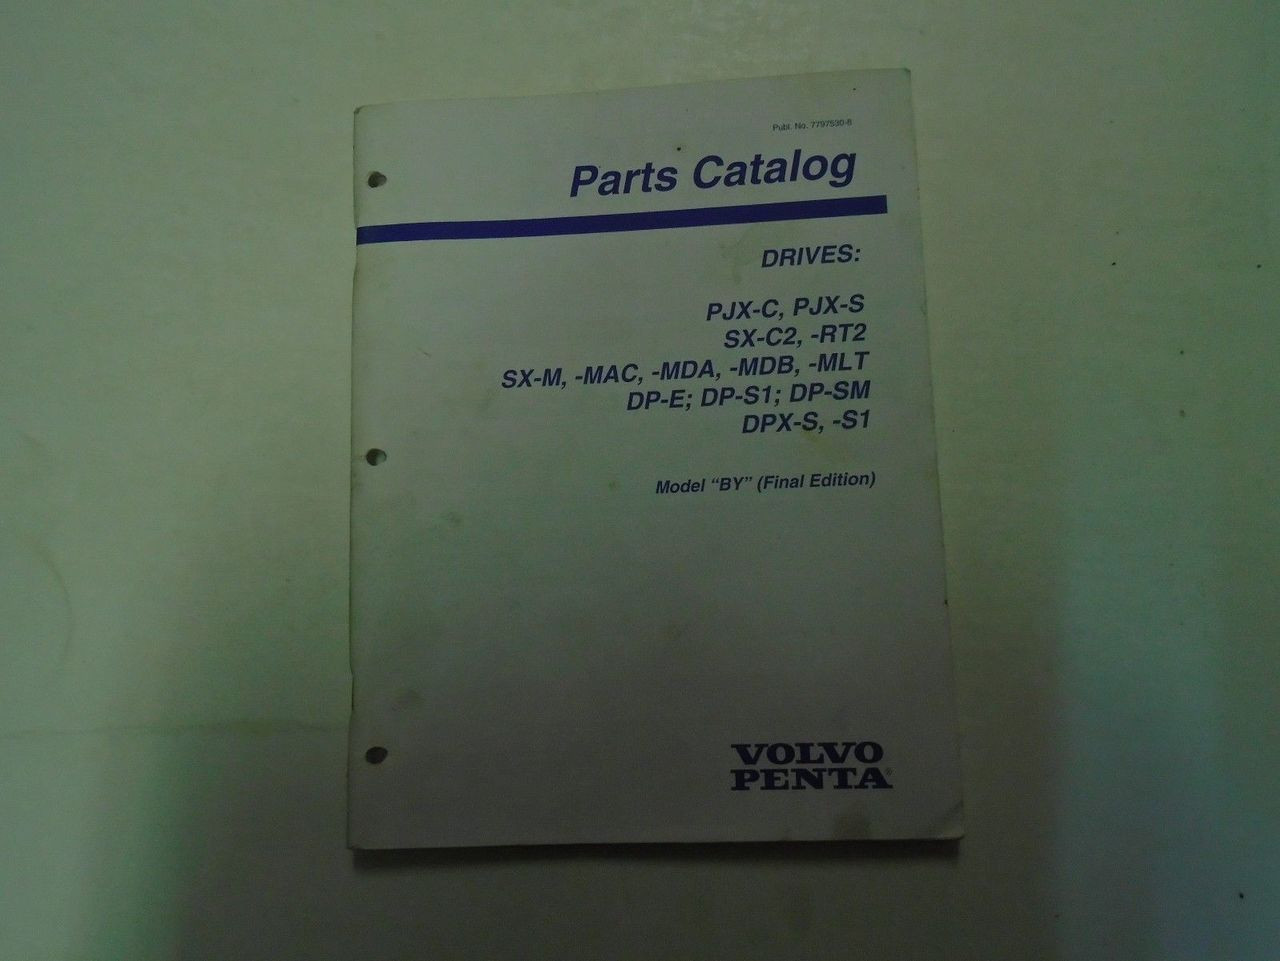 Publ. No. 7797530-8
Parts Catalog
DRIVES:
PJX-C, PJX-S
SX-C2, -RT2
SX-M, -MAC, -MDA, -MDB, -MLT
DP-E; DP-S1; DP-SM
DPX-S, -S1
Model “BY” (Final Edition)
VOLVO
PENTA®